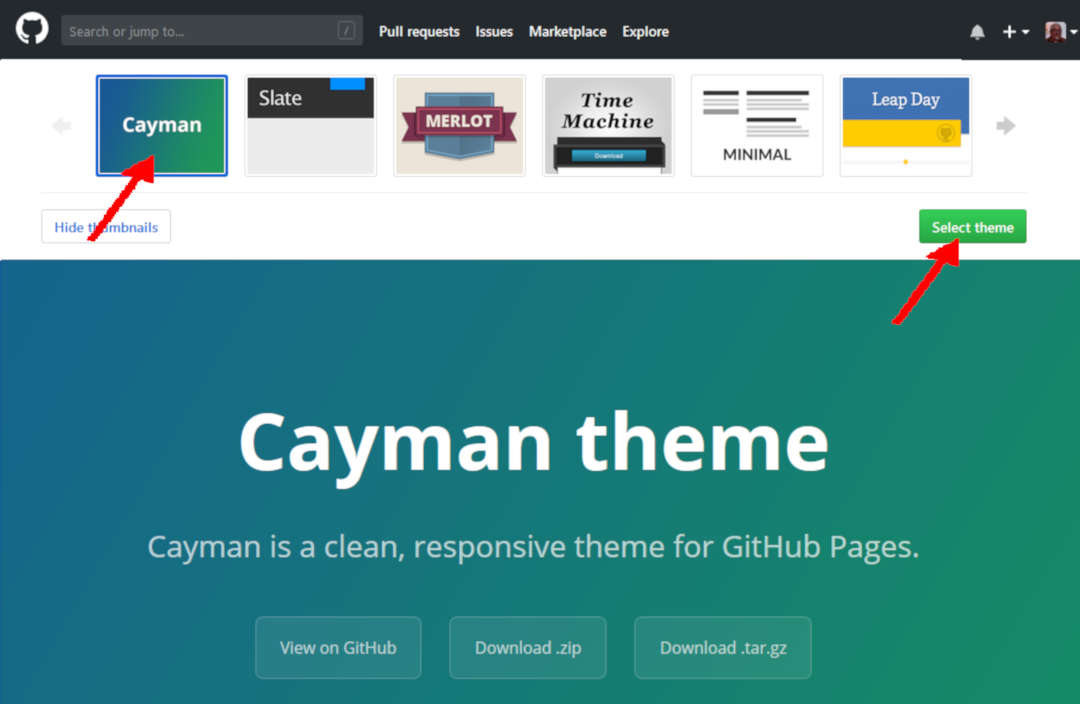 Search or jump to... /
Pull requests Issues Marketplace Explore
Cayman
Slate
MERLOT
Time
Machine
Download
MINIMAL
Leap Day
Hide thumbnails
Select theme
Cayman theme
Cayman is a clean, responsive theme for GitHub Pages.
View on GitHub Download .zip Download .tar.gz